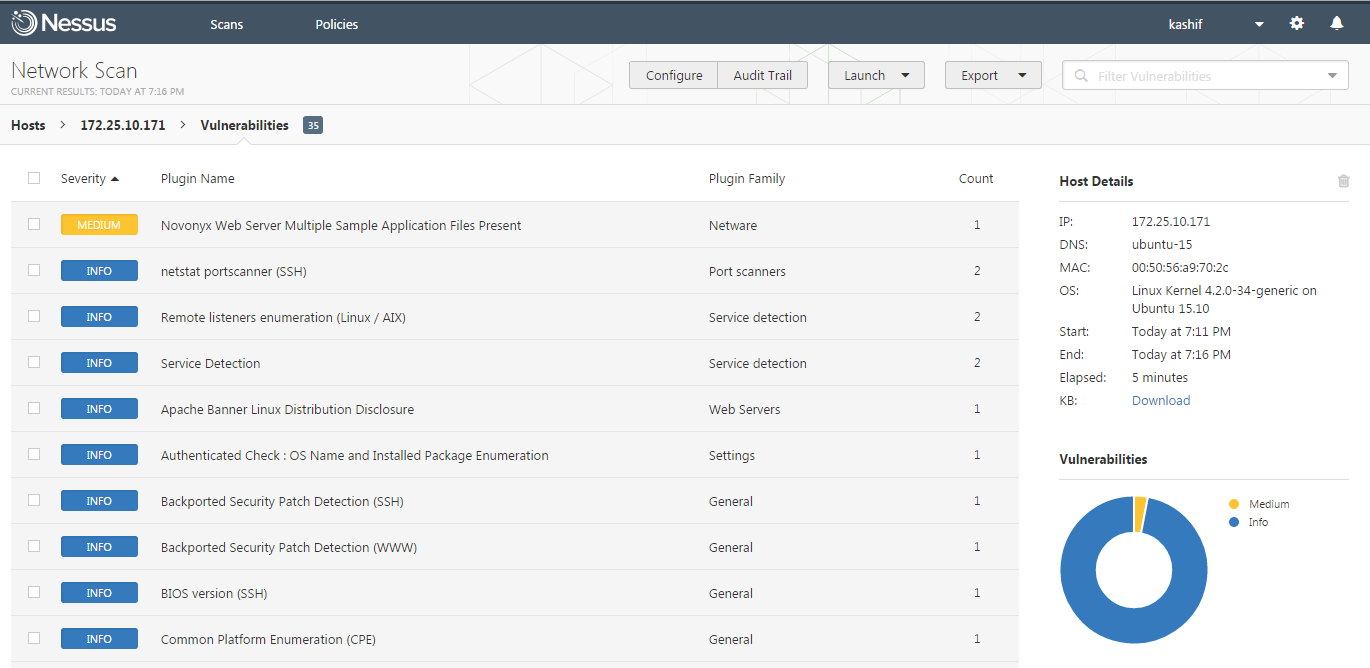 Nessus Scans Policies kashif
Network Scan
CURRENT RESULTS: TODAY AT 7:16 PM
Configure Audit Trail Launch Export Filter Vulnerabilities
Hosts > 172.25.10.171 > Vulnerabilities 35
Severity Plugin Name Plugin Family Count
MEDIUM Novonyx Web Server Multiple Sample Application Files Present Netware 1
INFO netstat portscanner (SSH) Port scanners 2
INFO Remote listeners enumeration (Linux / AIX) Service detection 2
INFO Service Detection Service detection 2
INFO Apache Banner Linux Distribution Disclosure Web Servers 1
INFO Authenticated Check : OS Name and Installed Package Enumeration Settings 1
INFO Backported Security Patch Detection (SSH) General 1
INFO Backported Security Patch Detection (WWW) General 1
INFO BIOS version (SSH) General 1
INFO Common Platform Enumeration (CPE) General 1
Host Details
IP: 172.25.10.171
DNS: ubuntu-15
MAC: 00:50:56:a9:70:2c
OS: Linux Kernel 4.2.0-34-generic on
Ubuntu 15.10
Start: Today at 7:11 PM
End: Today at 7:16 PM
Elapsed: 5 minutes
KB: Download
Vulnerabilities
Medium
Info